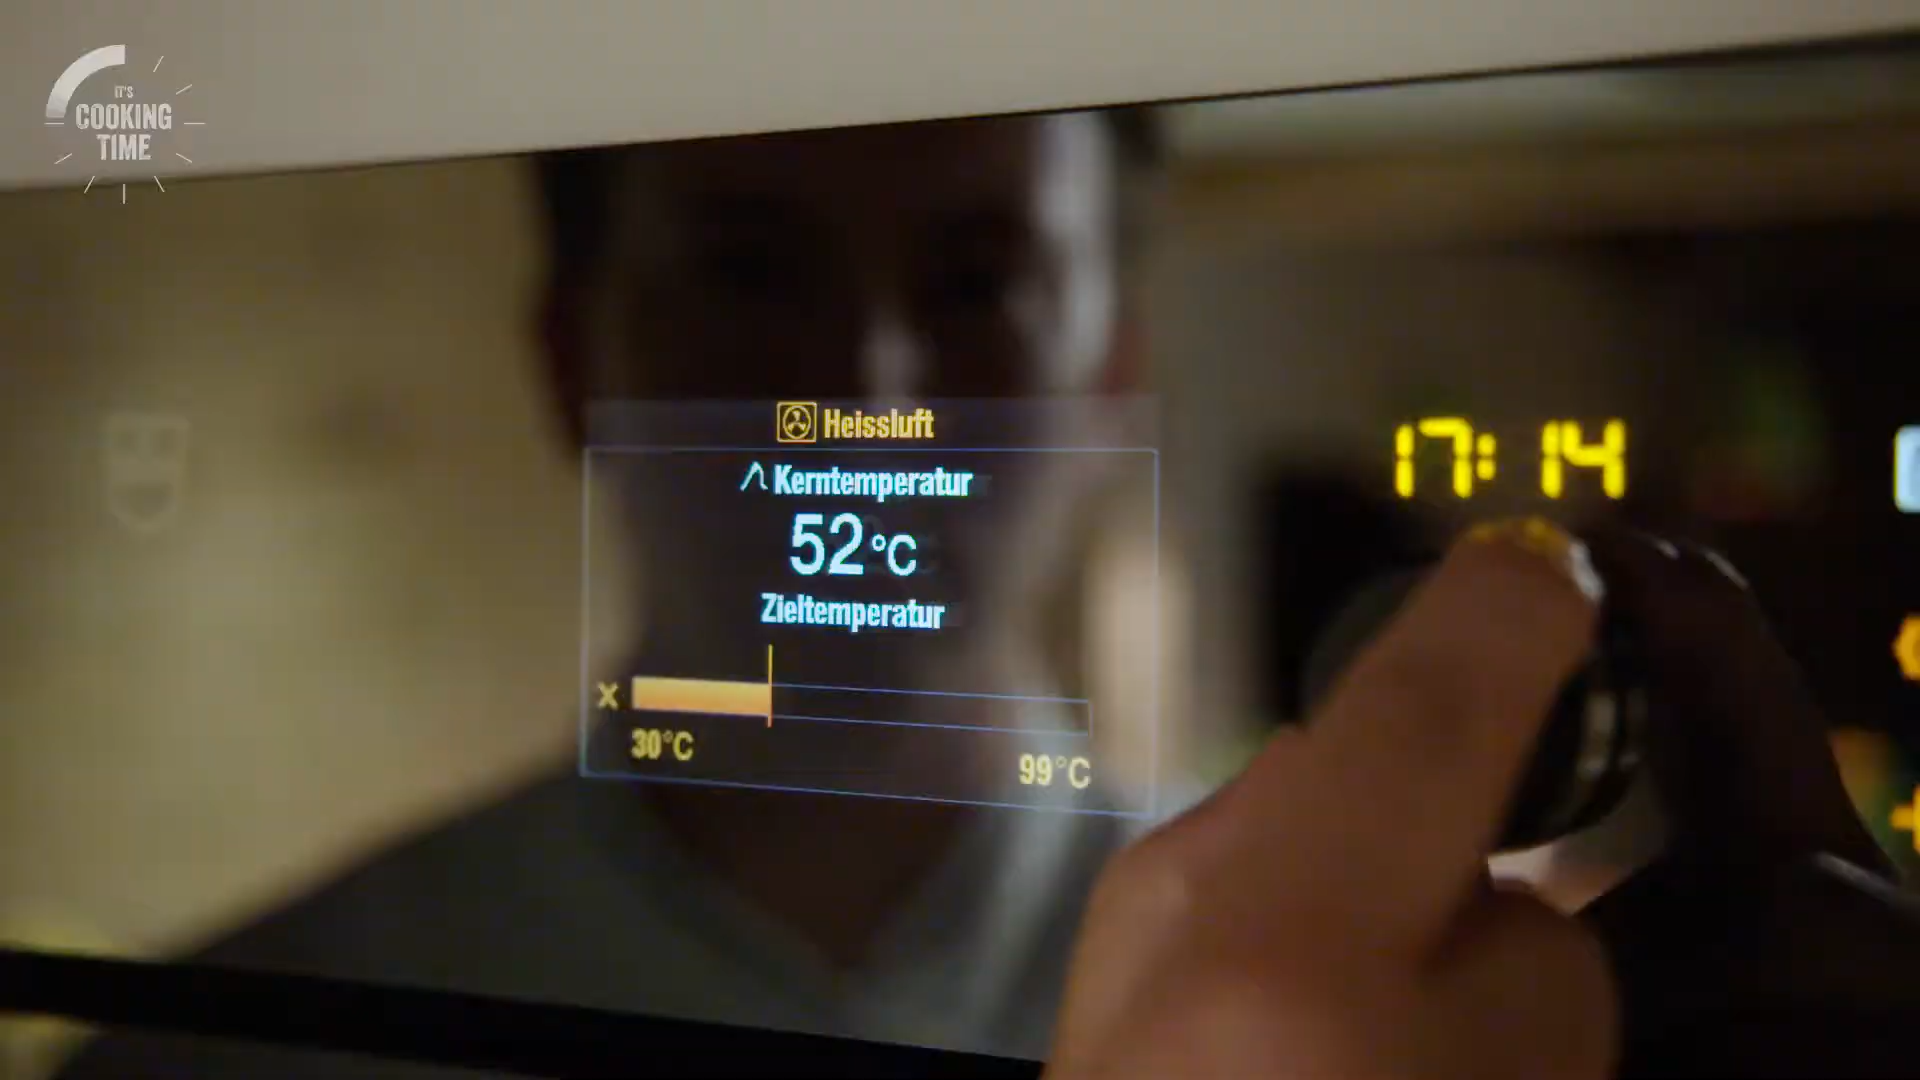 IT'S
COOKING
TIME
Heissluft
Kerntemperatur
52°C
Zieltemperatur
X
30°C
99°C
17:14